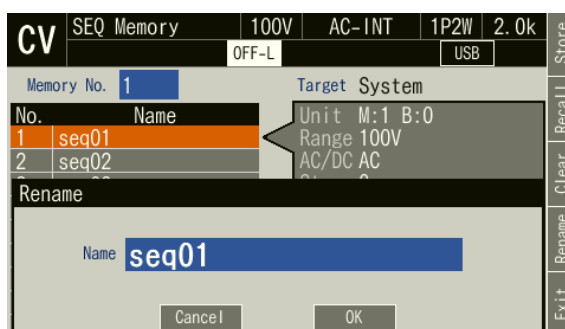 CV SEQ Memory 100V AC-INT 1P2W 2.0k
OFF-L USB
Memory No. 1 Target System
No. Name
1 seq01
2 seq02
Unit M:1 B:0
Range 100V
AC/DC AC
Rename
Name seq01
Cancel OK
Store
Recall
Clear
Rename
Exit